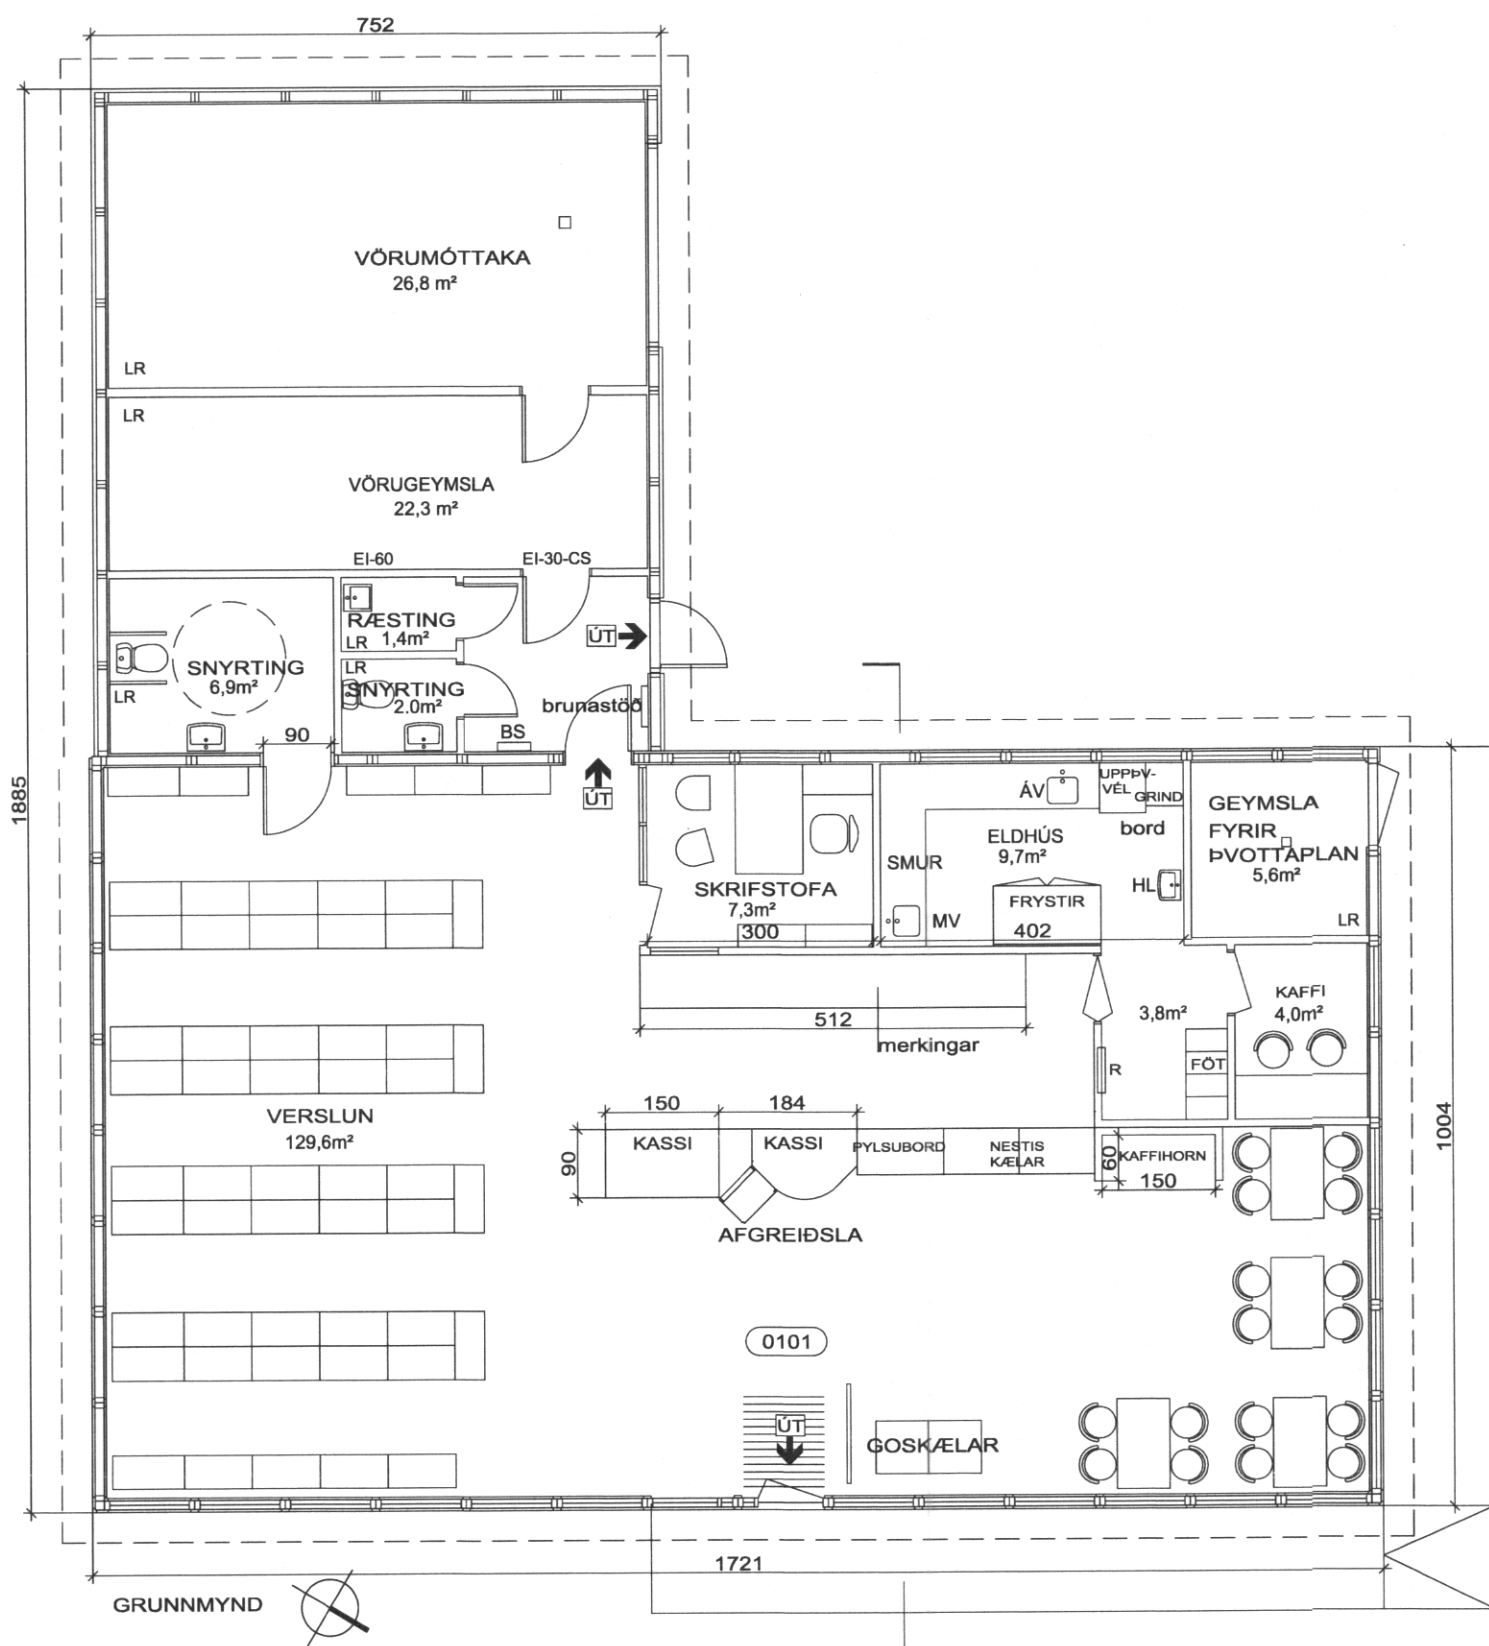 752
VÖRUMÓTTAKA
26,8 m²
LR
LR
VÖRUGEYMSLA
22,3 m²
EI-60
EI-30-CS
RÆSTING
LR
1,4m²
ÚT
SNYRTING
6,9m²
LR
LR
SNYRTING
2.0m²
brunastöð
BS
90
ÚT
1885
ÁV
UPPÞV-
VÉL
GRIND
bord
ELDHÚS
9,7m²
SMUR
HL
MV
FRYSTIR
402
GEYMSLA
FYRIR
ÞVOTTAPLAN
5,6m²
LR
SKRIFSTOFA
7,3m²
300
512
merkingar
3,8m²
KAFFI
4,0m²
FÖT
R
VERSLUN
129,6m²
150
184
90
KASSI
KASSI
PYLSUBORD
NESTIS
KÆLAR
60
KAFFIHORN
150
AFGREIÐSLA
1004
0101
ÚT
GOSKÆLAR
1721
GRUNNMYND